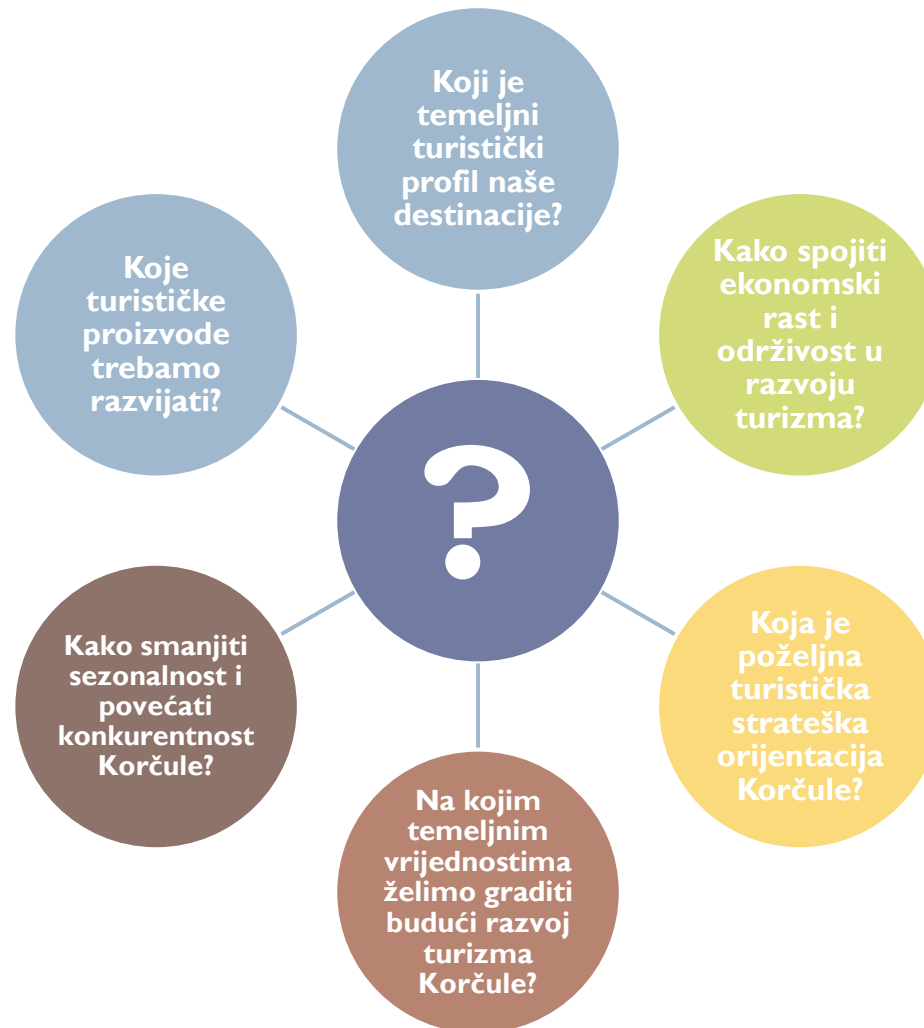 Koji je
temeljni
turistički
profil naše
destinacije?
Kako spojiti
ekonomski
rast i
održivost u
razvoju
turizma?
Koja je
poželjna
turistička
strateška
orijentacija
Korčule?
Na kojim
temeljnim
vrijednostima
želimo graditi
budući razvoj
turizma
Korčule?
Kako smanjiti
sezonalnost i
povećati
konkurentnost
Korčule?
Koje
turističke
proizvode
trebamo
razvijati?
?